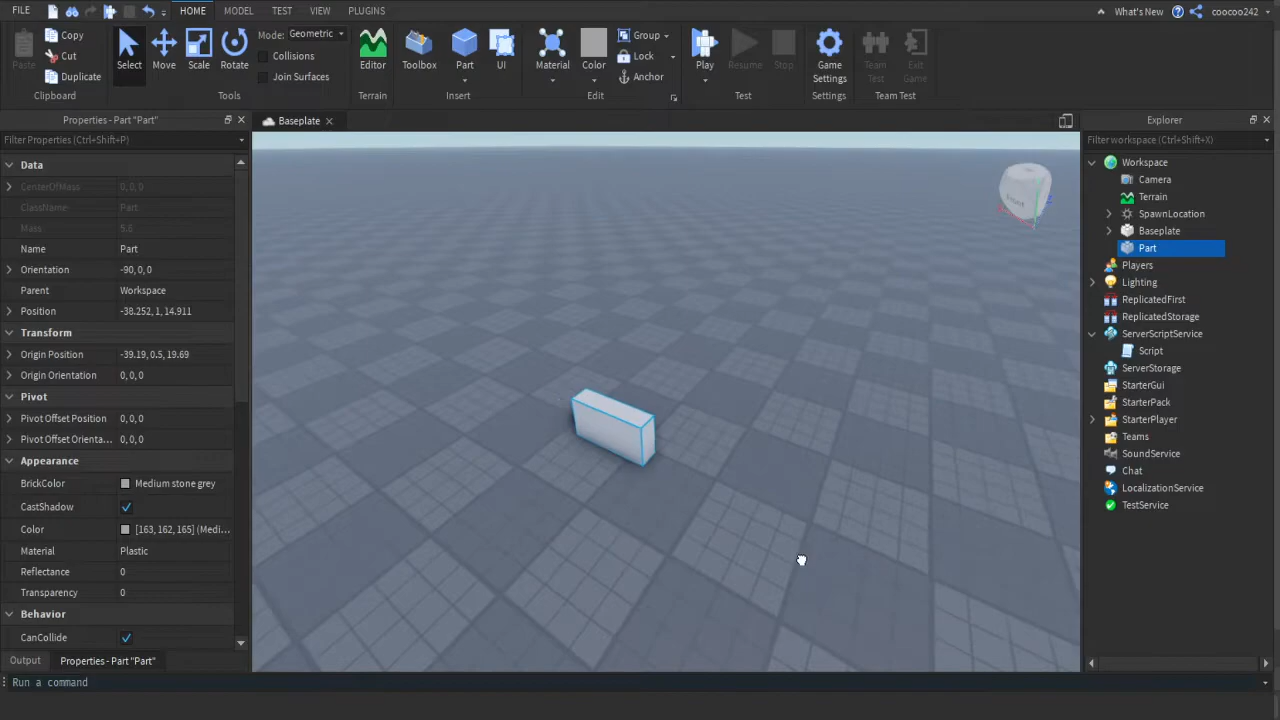 FILE HOME MODEL TEST VIEW PLUGINS What's New coocoo242
Paste Copy Cut Duplicate Select Move Scale Rotate Mode: Geometric Collisions Join Surfaces Editor Toolbox Part UI Material Color Group Lock Anchor Play Resume Stop Game Settings Team Test Exit Game
Clipboard Tools Terrain Insert Edit Test Settings Team Test
Properties - Part "Part" Baseplate Explorer
Filter Properties (Ctrl+Shift+P) Filter workspace (Ctrl+Shift+X)
Data
CenterOfMass 0, 0, 0
ClassName Part
Mass 5.6
Name Part
Orientation -90, 0, 0
Parent Workspace
Position -38.252, 1, 14.911
Transform
Origin Position -39.19, 0.5, 19.69
Origin Orientation 0, 0, 0
Pivot
Pivot Offset Position 0, 0, 0
Pivot Offset Orienta... 0, 0, 0
Appearance
BrickColor Medium stone grey
CastShadow
Color [163, 162, 165] (Medi...
Material Plastic
Reflectance 0
Transparency 0
Behavior
CanCollide
Front
Workspace
Camera
Terrain
SpawnLocation
Baseplate
Part
Players
Lighting
ReplicatedFirst
ReplicatedStorage
ServerScriptService
Script
ServerStorage
StarterGui
StarterPack
StarterPlayer
Teams
SoundService
Chat
LocalizationService
TestService
Output Properties - Part "Part"
Run a command